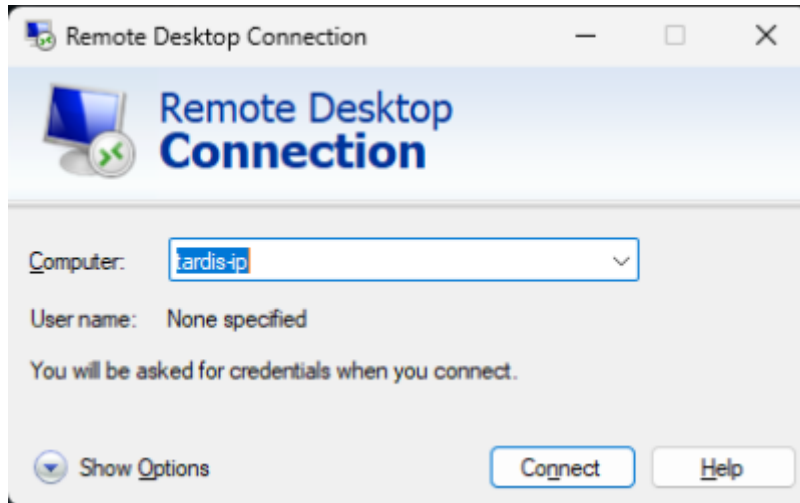 Remote Desktop Connection
Remote Desktop
Connection
Computer: tardis-ip
User name: None specified
You will be asked for credentials when you connect.
Show Options Connect Help